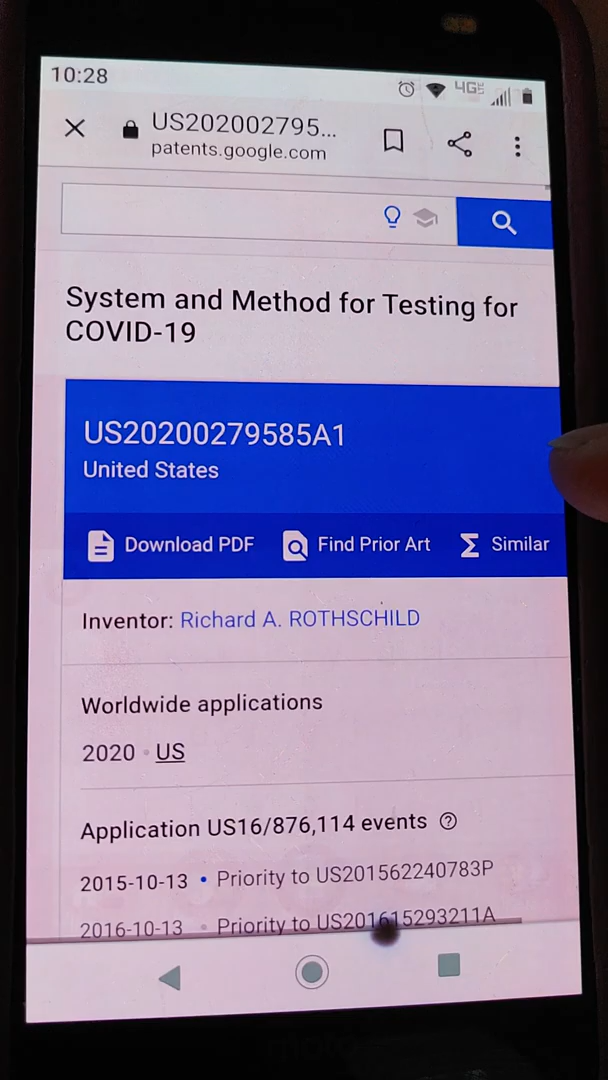 10:28
4G
US202002795...
patents.google.com
System and Method for Testing for
COVID-19
US20200279585A1
United States
Download PDF
Find Prior Art
Similar
Inventor: Richard A. ROTHSCHILD
Worldwide applications
2020 US
Application US16/876,114 events
2015-10-13 • Priority to US201562240783P
2016-10-13 • Priority to US201615293211A